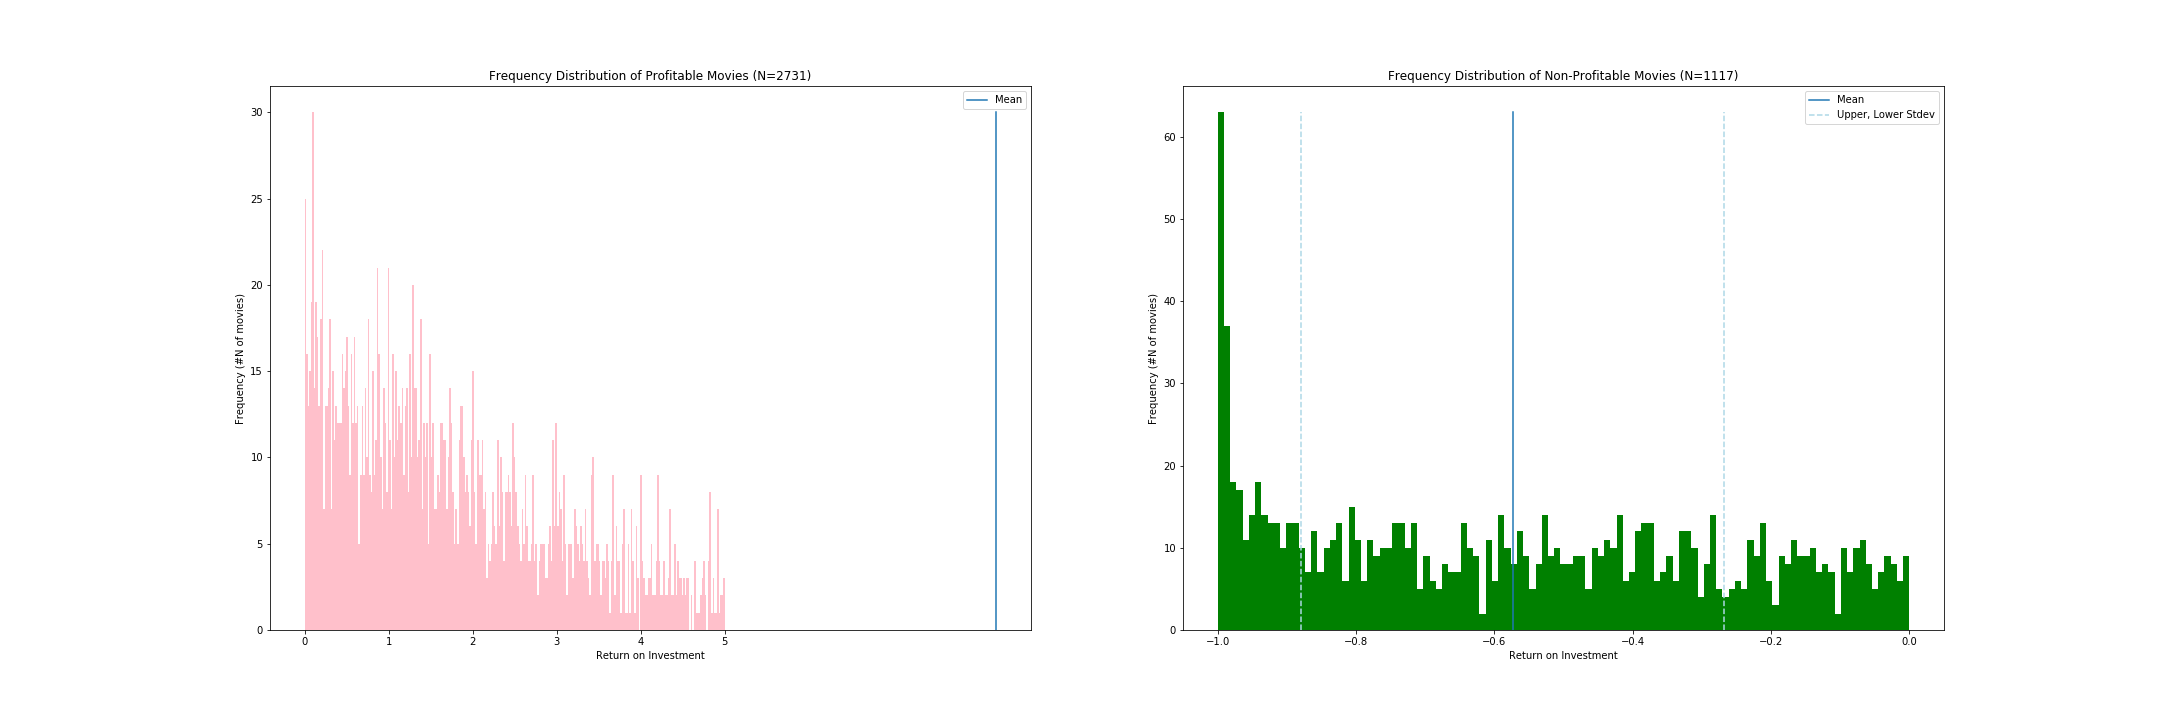 Frequency Distribution of Profitable Movies (N=2731)
Mean
30
25
20
15
10
5
0
Frequency (#N of movies)
0 1 2 3 4 5
Return on Investment
Frequency Distribution of Non-Profitable Movies (N=1117)
Mean
Upper, Lower Stdev
60
50
40
30
20
10
0
Frequency (#N of movies)
−1.0 −0.8 −0.6 −0.4 −0.2 0.0
Return on Investment